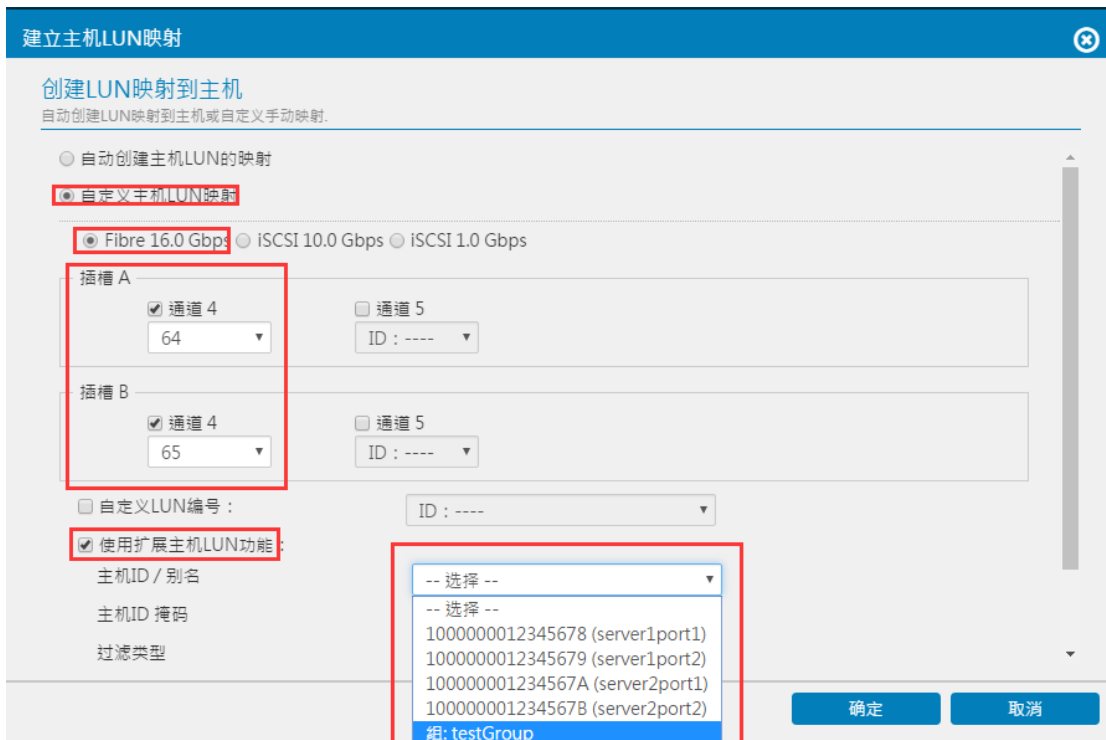 建立主机LUN映射
创建LUN映射到主机
自动创建LUN映射到主机或自定义手动映射.
自动创建主机LUN的映射
自定义主机LUN映射
Fibre 16.0 Gbps iSCSI 10.0 Gbps iSCSI 1.0 Gbps
插槽 A
通道 4 通道 5
64 ID : ----
插槽 B
通道 4 通道 5
65 ID : ----
自定义LUN编号 : ID : ----
使用扩展主机LUN功能 :
主机ID / 别名 -- 选择 --
-- 选择 --
主机ID 掩码
1000000012345678 (server1port1)
过滤类型 1000000012345679 (server1port2)
100000001234567A (server2port1)
100000001234567B (server2port2)
組: testGroup
确定 取消